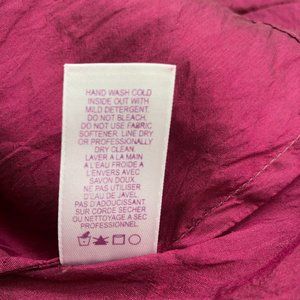 HAND WASH COLD
INSIDE OUT WITH
MILD DETERGENT.
DO NOT BLEACH.
DO NOT USE FABRIC
SOFTENER. LINE DRY
OR PROFESSIONALLY
DRY CLEAN.
LAVER A LA MAIN
A L'EAU FROIDE A
L'ENVERS AVEC
SAVON DOUX.
NE PAS UTILISER
D'EAU DE JAVEL.
PAS D'ADOUCISSANT.
SUR CORDE SECHER
OU NETTOYAGE A SEC
PROFESSIONNEL.